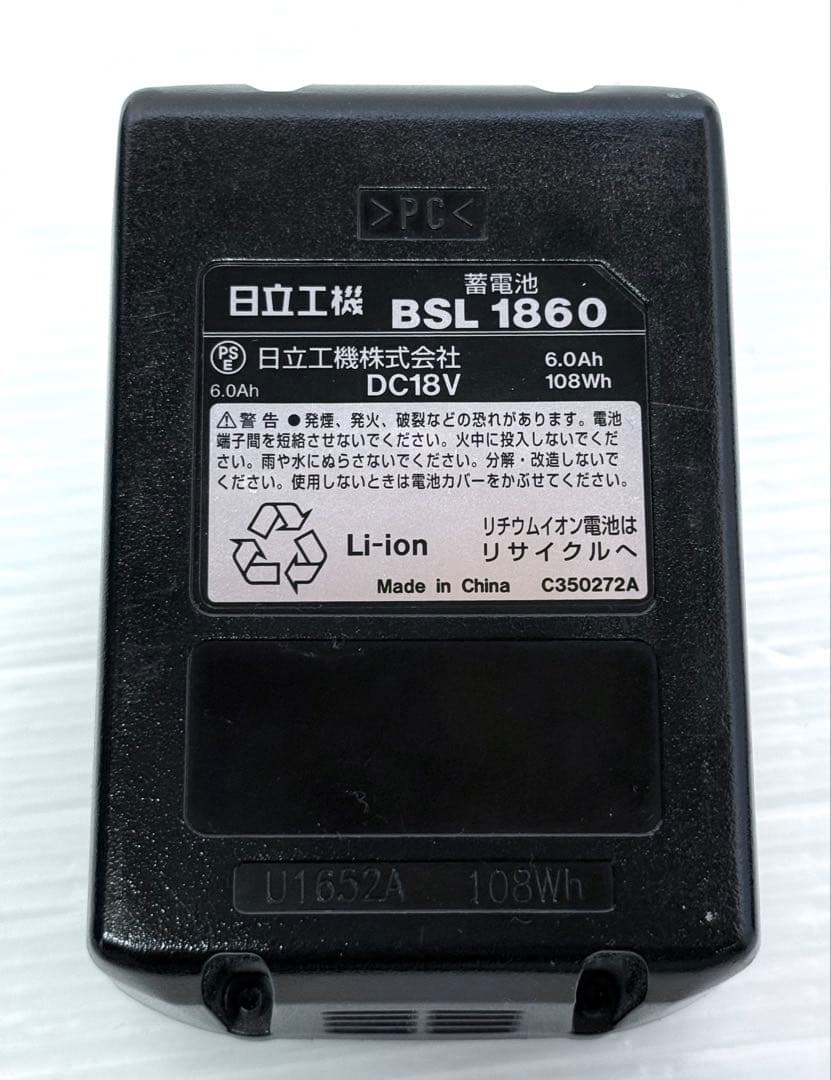 >PC<
蓄電池
日立工機 BSL 1860
PSE 日立工機株式会社 6.0Ah
6.0Ah DC18V 108Wh
⚠警告 ●発煙、発火、破裂などの恐れがあります。電池
端子間を短絡させないでください。火中に投入しないでくだ
さい。雨や水にぬらさないでください。分解・改造しないで
ください。使用しないときは電池カバーをかぶせてください。
リチウムイオン電池は
Li-ion リサイクルへ
Made in China C350272A
U1652A 108Wh